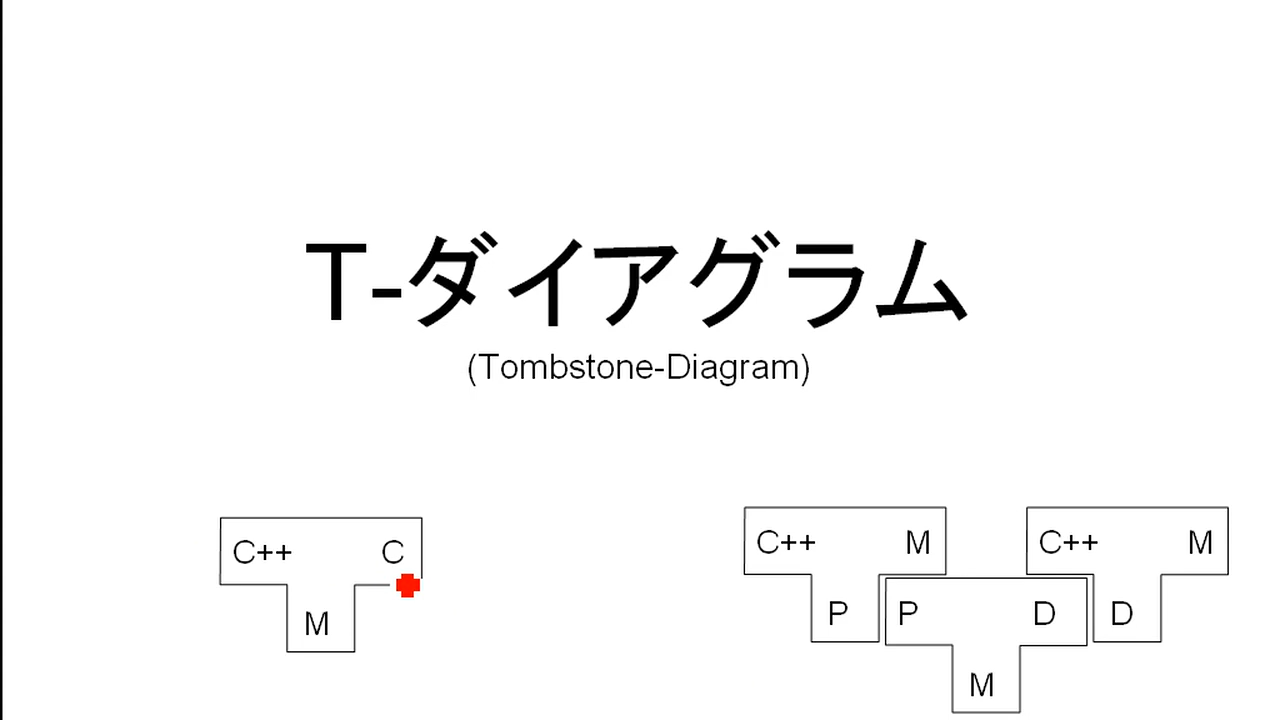 T-ダイアグラム
(Tombstone-Diagram)
C++ C
M
C++ M C++ M
P P D D
M